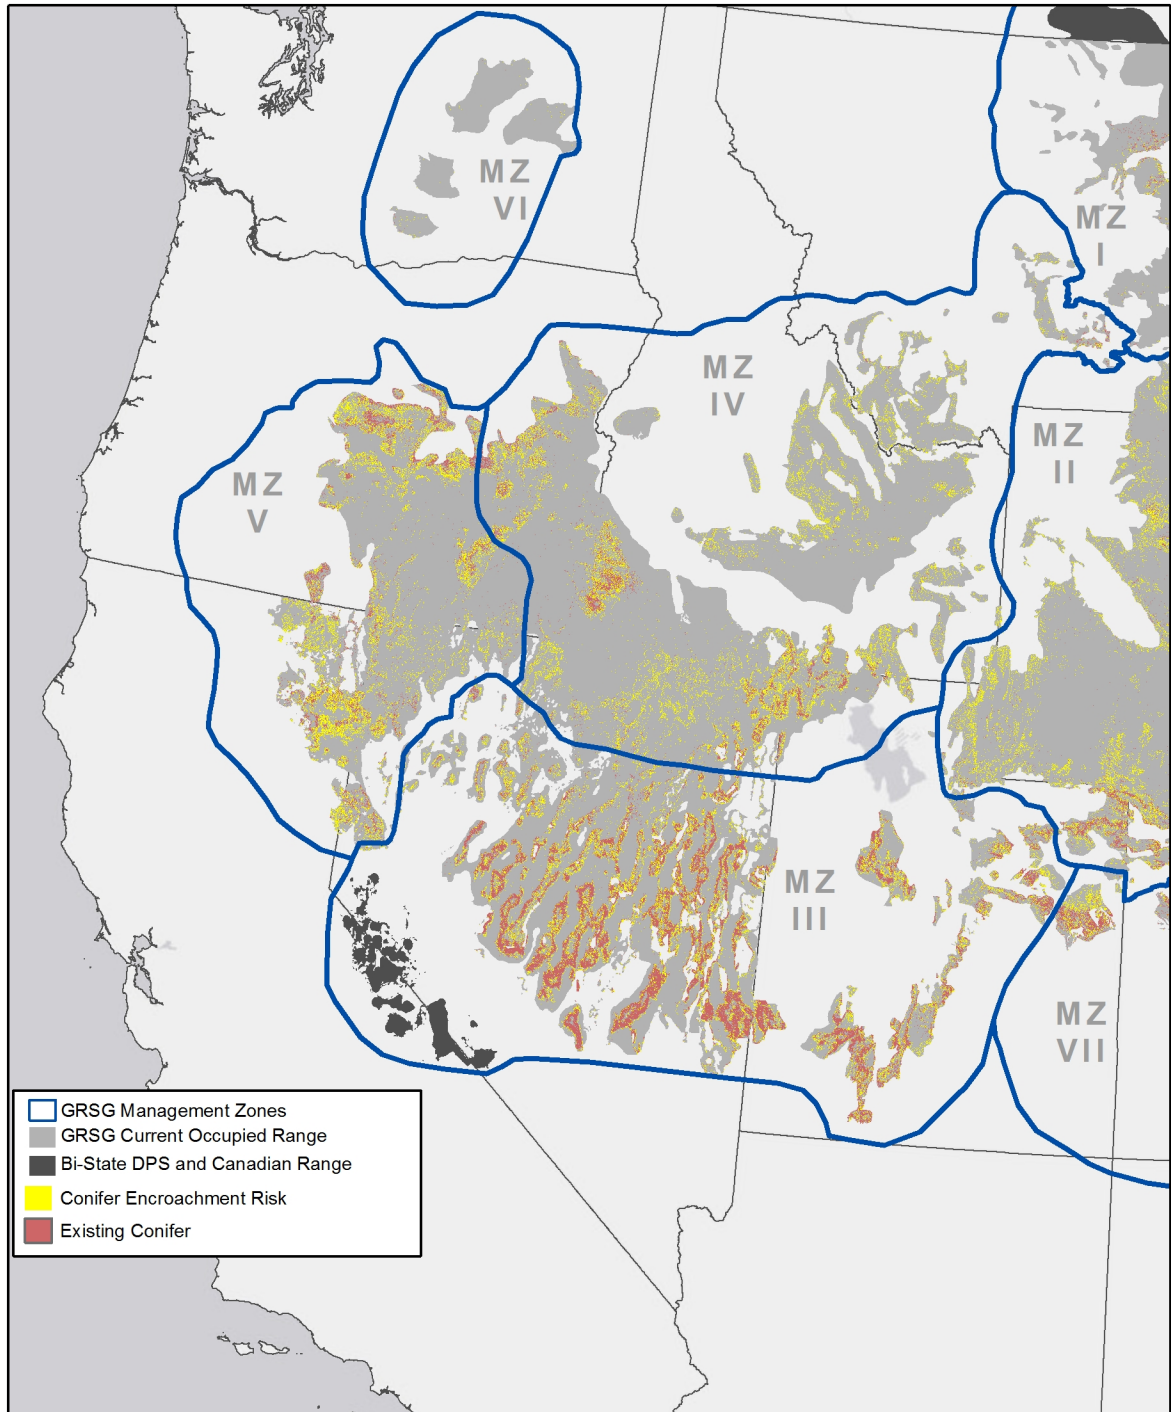 MZ
VI
MZ
I
MZ
IV
MZ
II
MZ
V
MZ
III
MZ
VII
GRSG Management Zones
GRSG Current Occupied Range
Bi-State DPS and Canadian Range
Conifer Encroachment Risk
Existing Conifer